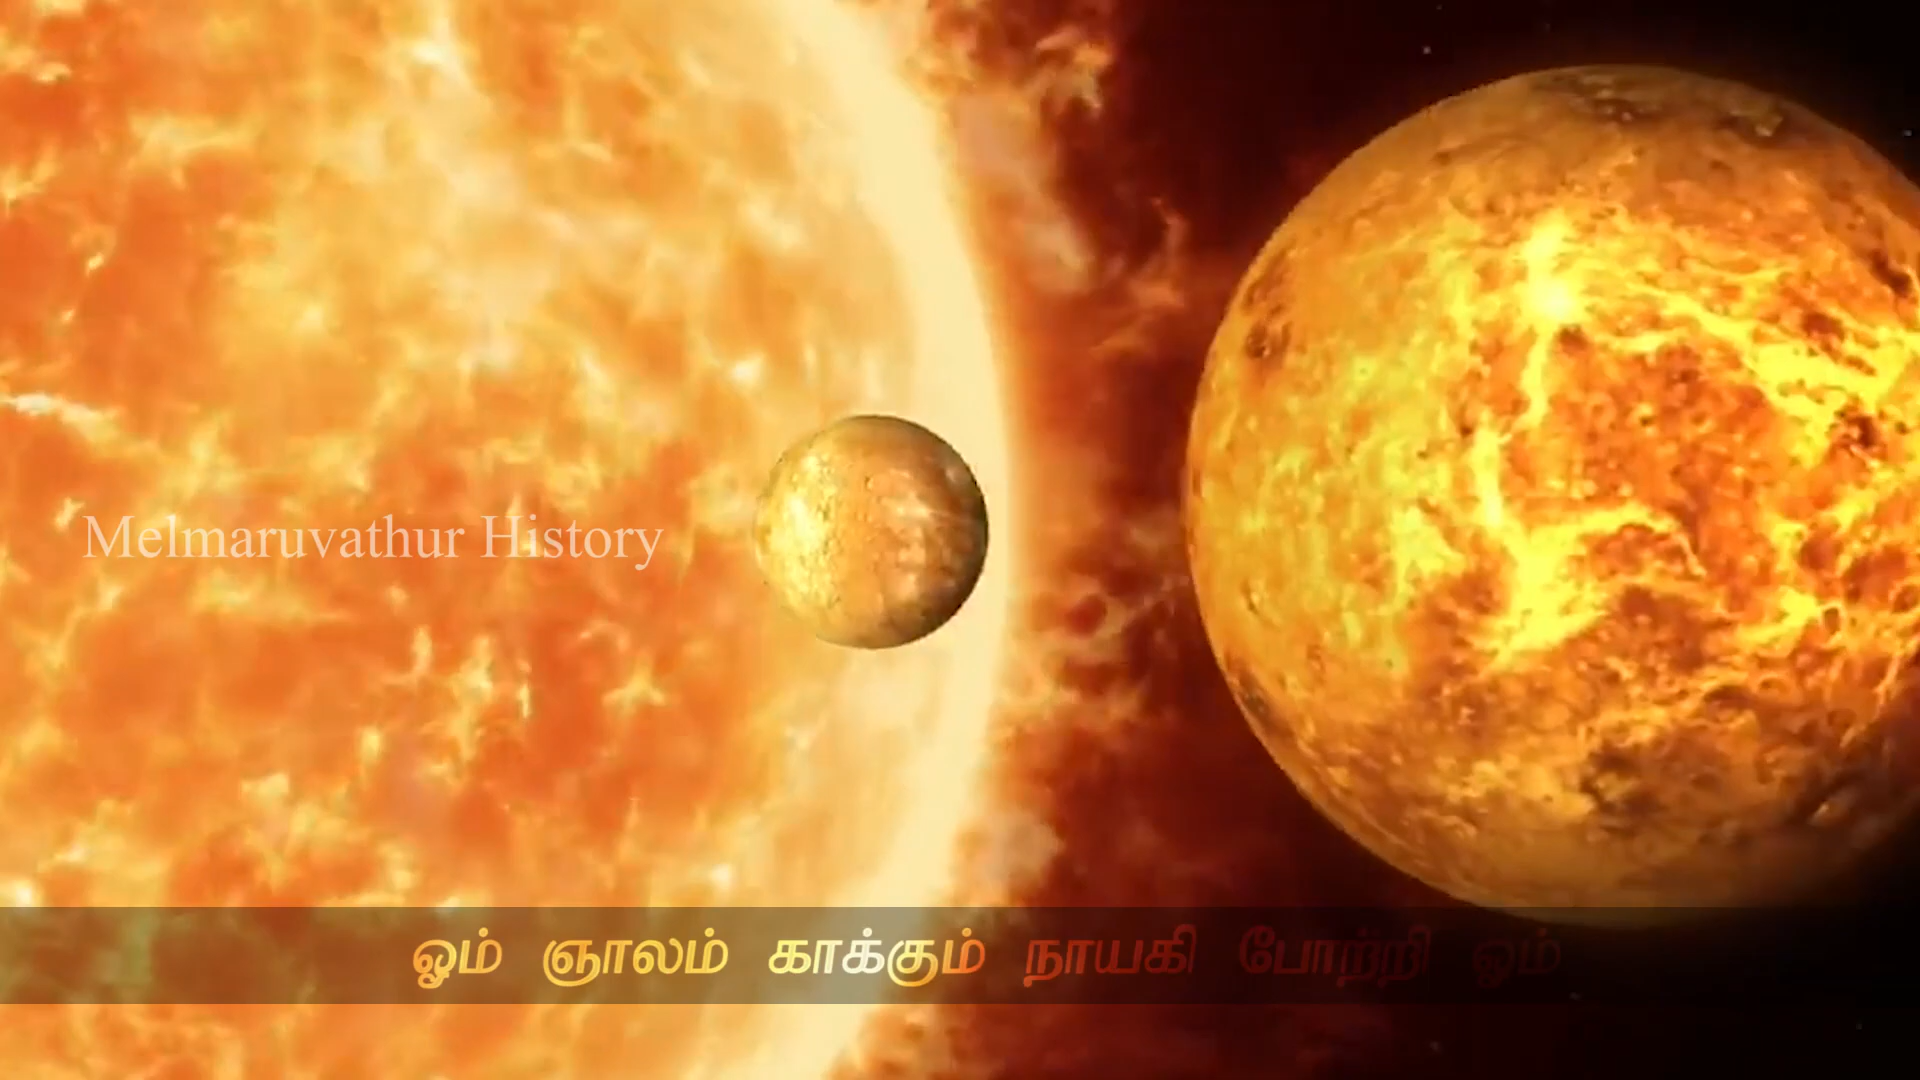 Melmaruvathur History
ஓம் ஞாலம் காக்கும் நாயகி போற்றி ஓம்